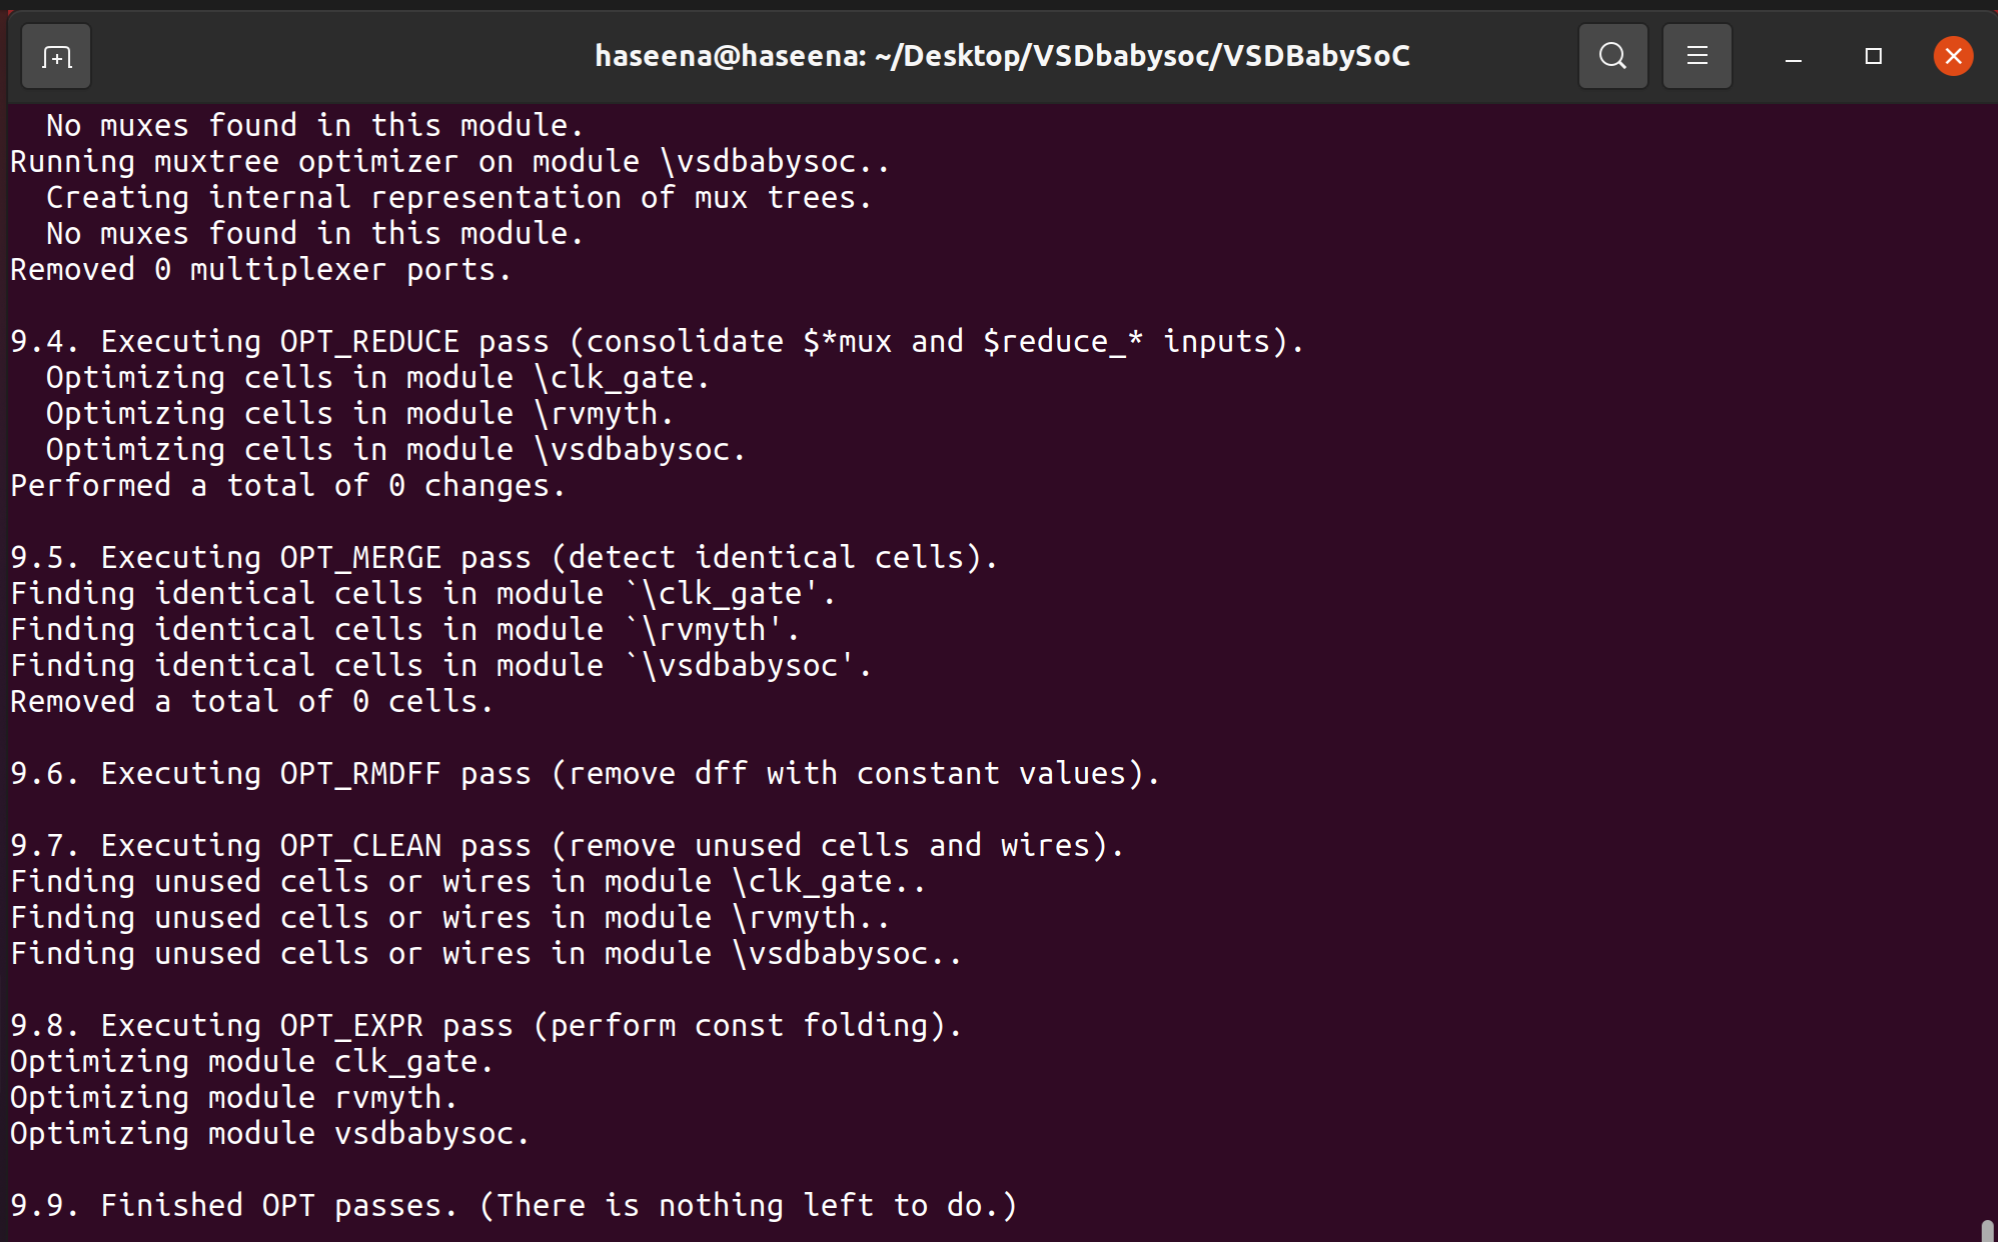 haseena@haseena: ~/Desktop/VSDbabysoc/VSDBabySoC
  No muxes found in this module.
Running muxtree optimizer on module \vsdbabysoc..
  Creating internal representation of mux trees.
  No muxes found in this module.
Removed 0 multiplexer ports.

9.4. Executing OPT_REDUCE pass (consolidate $*mux and $reduce_* inputs).
  Optimizing cells in module \clk_gate.
  Optimizing cells in module \rvmyth.
  Optimizing cells in module \vsdbabysoc.
Performed a total of 0 changes.

9.5. Executing OPT_MERGE pass (detect identical cells).
Finding identical cells in module `\clk_gate'.
Finding identical cells in module `\rvmyth'.
Finding identical cells in module `\vsdbabysoc'.
Removed a total of 0 cells.

9.6. Executing OPT_RMDFF pass (remove dff with constant values).

9.7. Executing OPT_CLEAN pass (remove unused cells and wires).
Finding unused cells or wires in module \clk_gate..
Finding unused cells or wires in module \rvmyth..
Finding unused cells or wires in module \vsdbabysoc..

9.8. Executing OPT_EXPR pass (perform const folding).
Optimizing module clk_gate.
Optimizing module rvmyth.
Optimizing module vsdbabysoc.

9.9. Finished OPT passes. (There is nothing left to do.)